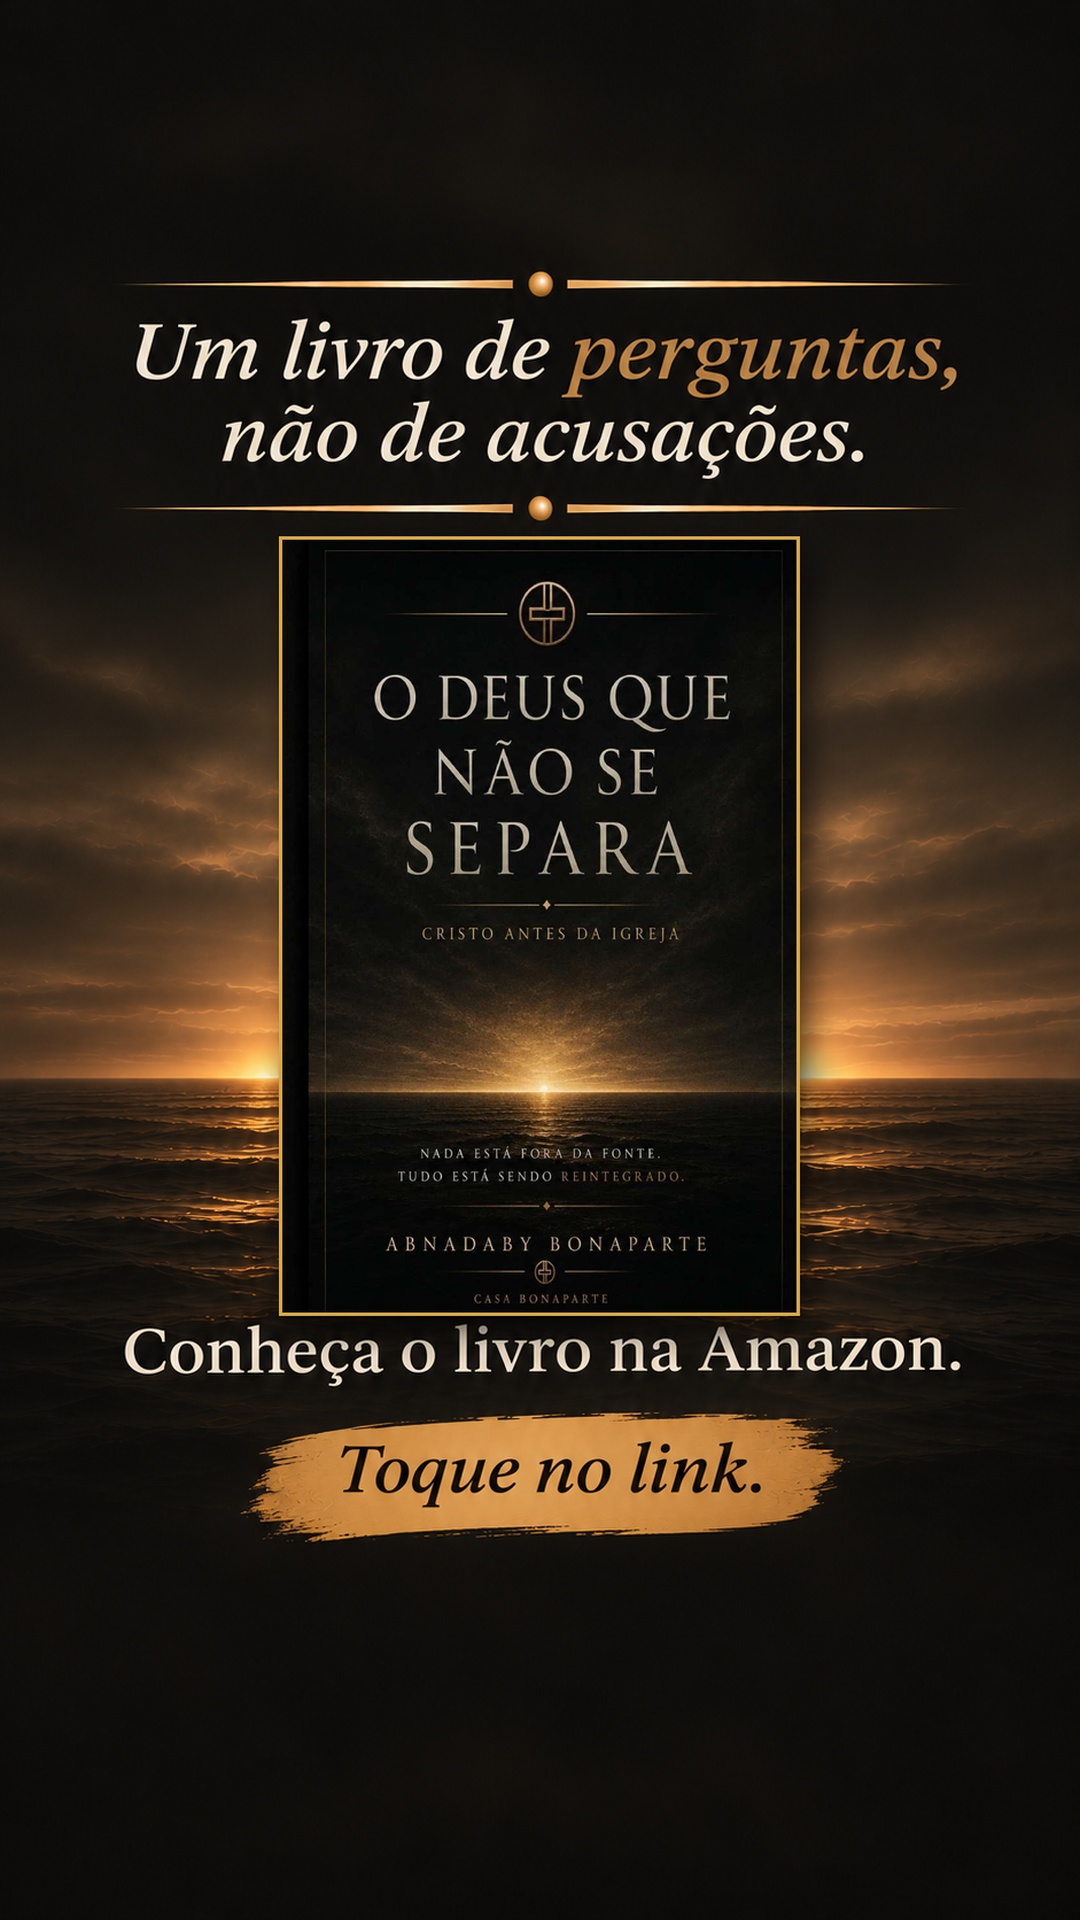 Um livro de perguntas,
não de acusações.
O DEUS QUE
NÃO SE
SEPARA
CRISTO ANTES DA IGREJA
NADA ESTÁ FORA DA FONTE.
TUDO ESTÁ SENDO REINTEGRADO.
ABNADABY BONAPARTE
CASA BONAPARTE
Conheça o livro na Amazon.
Toque no link.